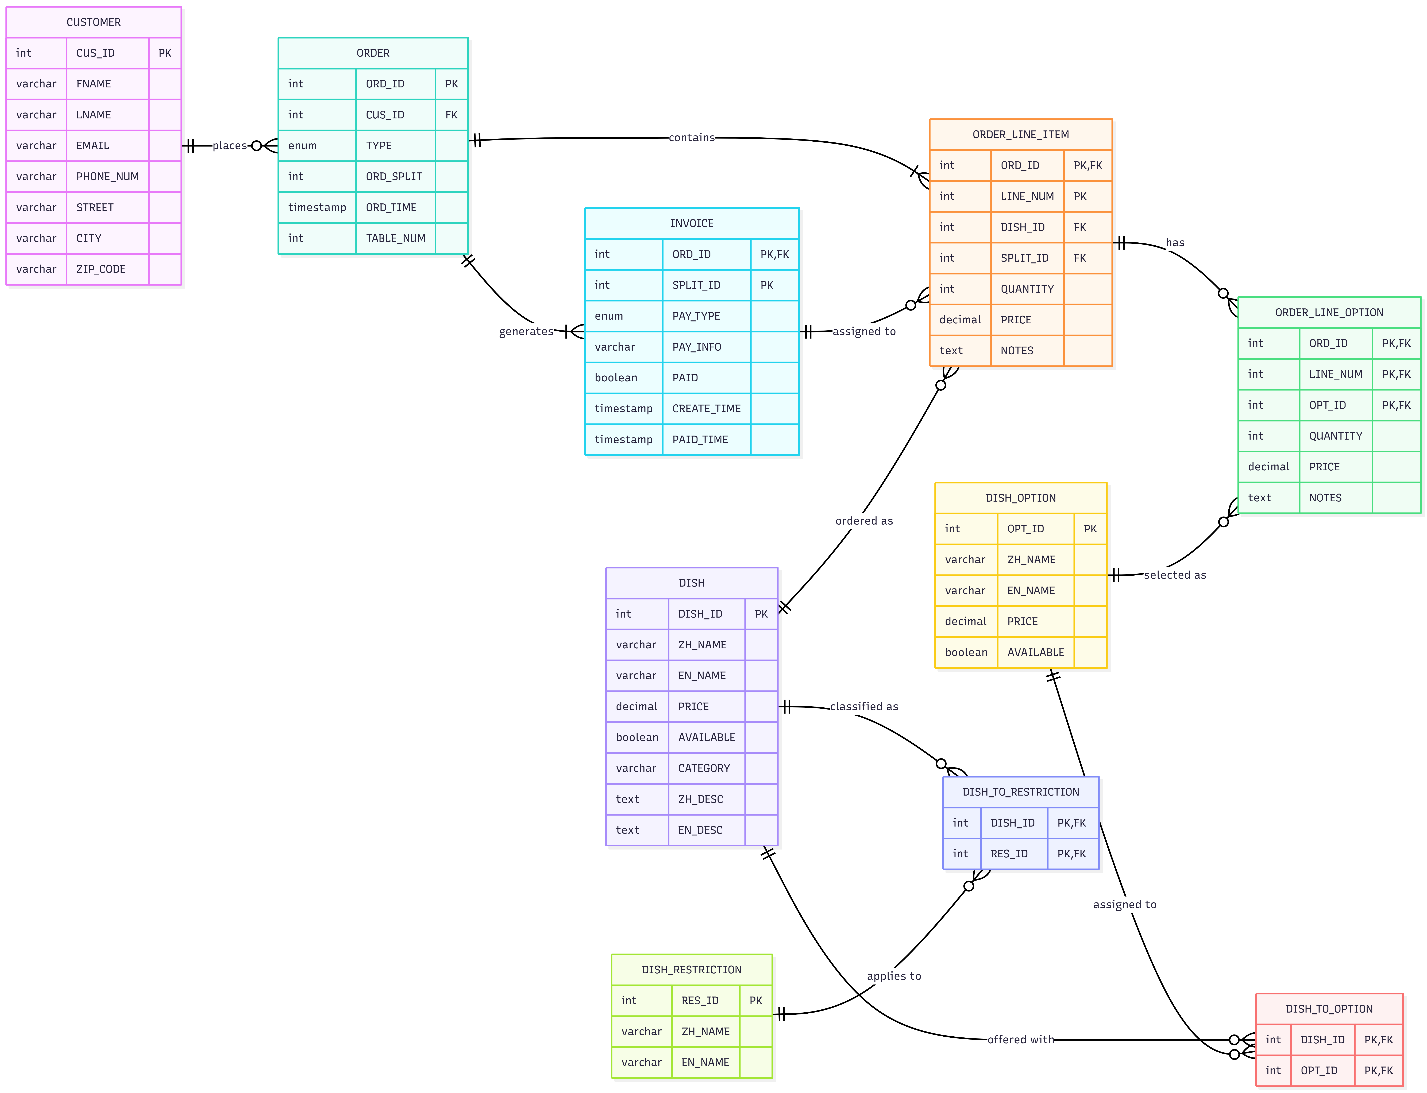 CUSTOMER
int CUS_ID PK
varchar FNAME
varchar LNAME
varchar EMAIL
varchar PHONE_NUM
varchar STREET
varchar CITY
varchar ZIP_CODE
places
ORDER
int ORD_ID PK
int CUS_ID FK
enum TYPE
int ORD_SPLIT
timestamp ORD_TIME
int TABLE_NUM
contains
generates
INVOICE
int ORD_ID PK,FK
int SPLIT_ID PK
enum PAY_TYPE
varchar PAY_INFO
boolean PAID
timestamp CREATE_TIME
timestamp PAID_TIME
assigned to
ORDER_LINE_ITEM
int ORD_ID PK,FK
int LINE_NUM PK
int DISH_ID FK
int SPLIT_ID FK
int QUANTITY
decimal PRICE
text NOTES
has
ORDER_LINE_OPTION
int ORD_ID PK,FK
int LINE_NUM PK,FK
int OPT_ID PK,FK
int QUANTITY
decimal PRICE
text NOTES
ordered as
DISH_OPTION
int OPT_ID PK
varchar ZH_NAME
varchar EN_NAME
decimal PRICE
boolean AVAILABLE
selected as
DISH
int DISH_ID PK
varchar ZH_NAME
varchar EN_NAME
decimal PRICE
boolean AVAILABLE
varchar CATEGORY
text ZH_DESC
text EN_DESC
classified as
DISH_TO_RESTRICTION
int DISH_ID PK,FK
int RES_ID PK,FK
assigned to
applies to
DISH_RESTRICTION
int RES_ID PK
varchar ZH_NAME
varchar EN_NAME
offered with
DISH_TO_OPTION
int DISH_ID PK,FK
int OPT_ID PK,FK